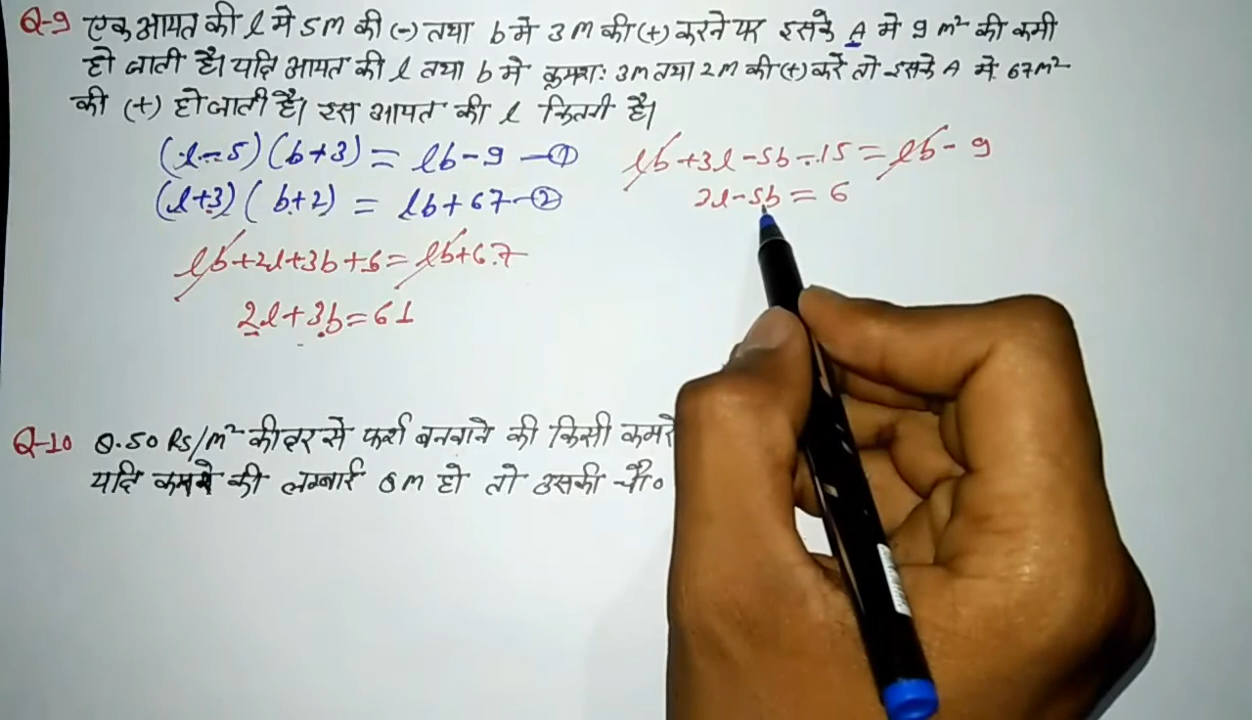 Q-9 एक आयत की l मे 5m की (-) तथा b मे 3m की (+) करने पर इसके A मे 9 m² की कमी
हो जाती है। यदि आयत की l तथा b मे क्रमशः 3m तथा 2m की (+) करें तो इसके A मे 67m²
की (+) हो जाती है। इस आयत की l कितनी है।
(l-5)(b+3) = lb-9 —①
(l+3)(b+2) = lb+67-②
lb+2l+3b+6=lb+67
2l+3b=61
lb+3l-5b-15=lb-9
3l-5b=6
Q-10 8.50 Rs/m² की दर से फर्श बनवाने की किसी कमरे
यदि कमरे की लम्बाई 8m हो तो उसकी चौ०